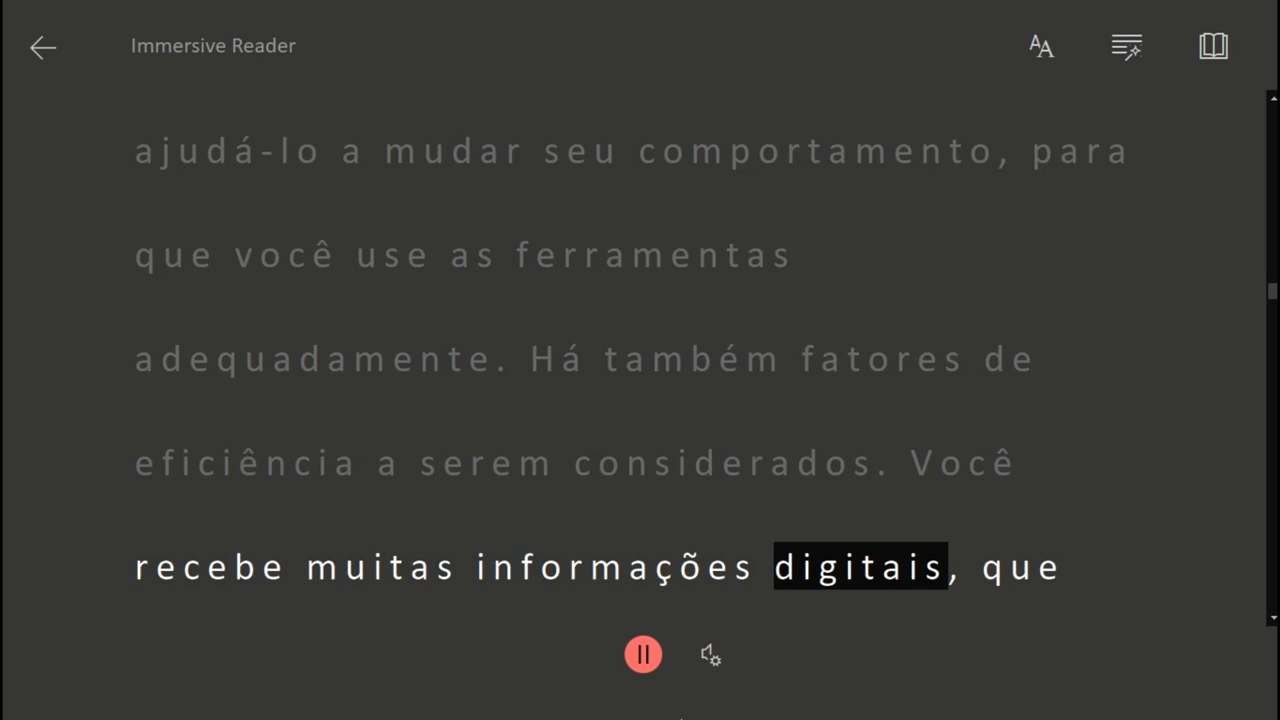 Immersive Reader
ajudá-lo a mudar seu comportamento, para
que você use as ferramentas
adequadamente. Há também fatores de
eficiência a serem considerados. Você
recebe muitas informações digitais, que